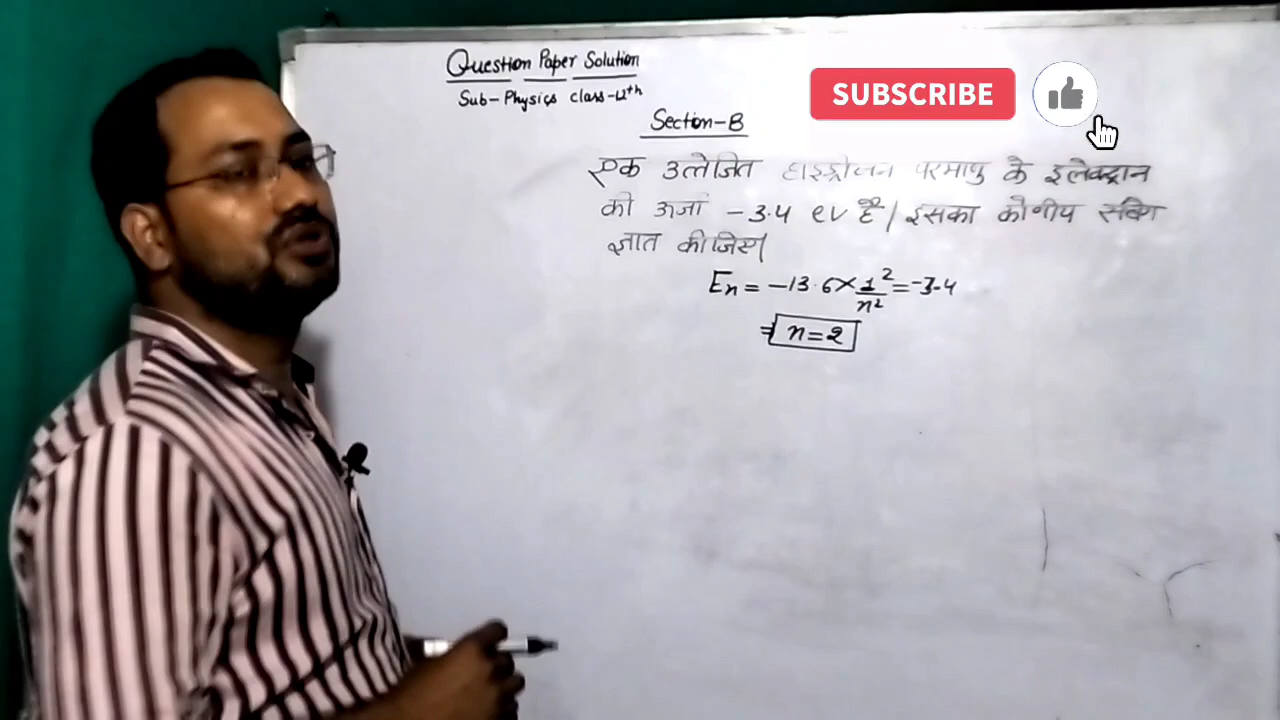 Question Paper Solution
Sub-Physics class-12th
SUBSCRIBE
Section-B
एक उत्तेजित हाइड्रोजन परमाणु के इलेक्ट्रान
की ऊर्जा -3.4 ev है/ इसका कोणीय संवेग
ज्ञात कीजिए/
En = -13.6 × 1²/n² = -3.4
⇒ n=2